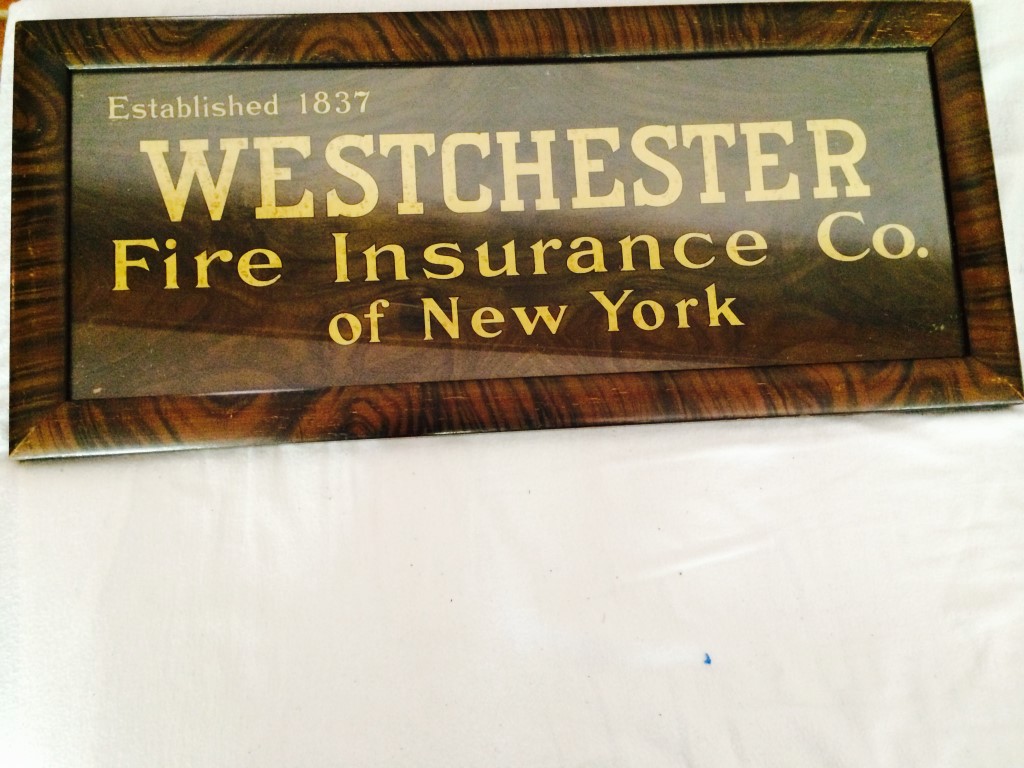 Established 1837
WESTCHESTER
Fire Insurance Co.
of New York